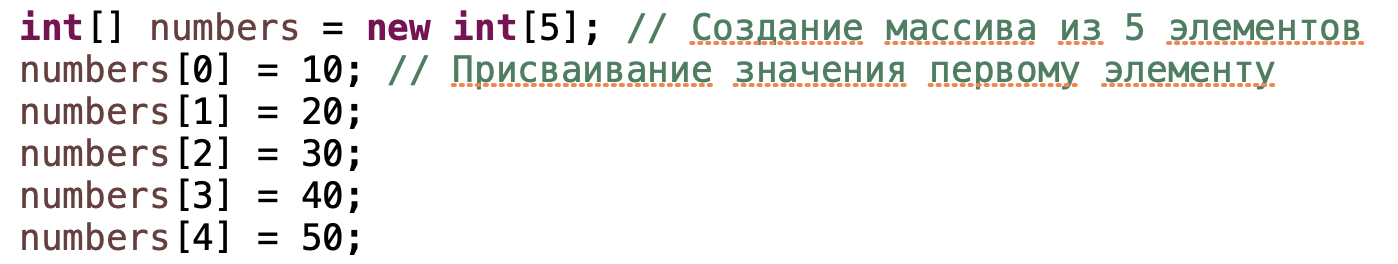 int[] numbers = new int[5]; // Создание массива из 5 элементов
numbers[0] = 10; // Присваивание значения первому элементу
numbers[1] = 20;
numbers[2] = 30;
numbers[3] = 40;
numbers[4] = 50;